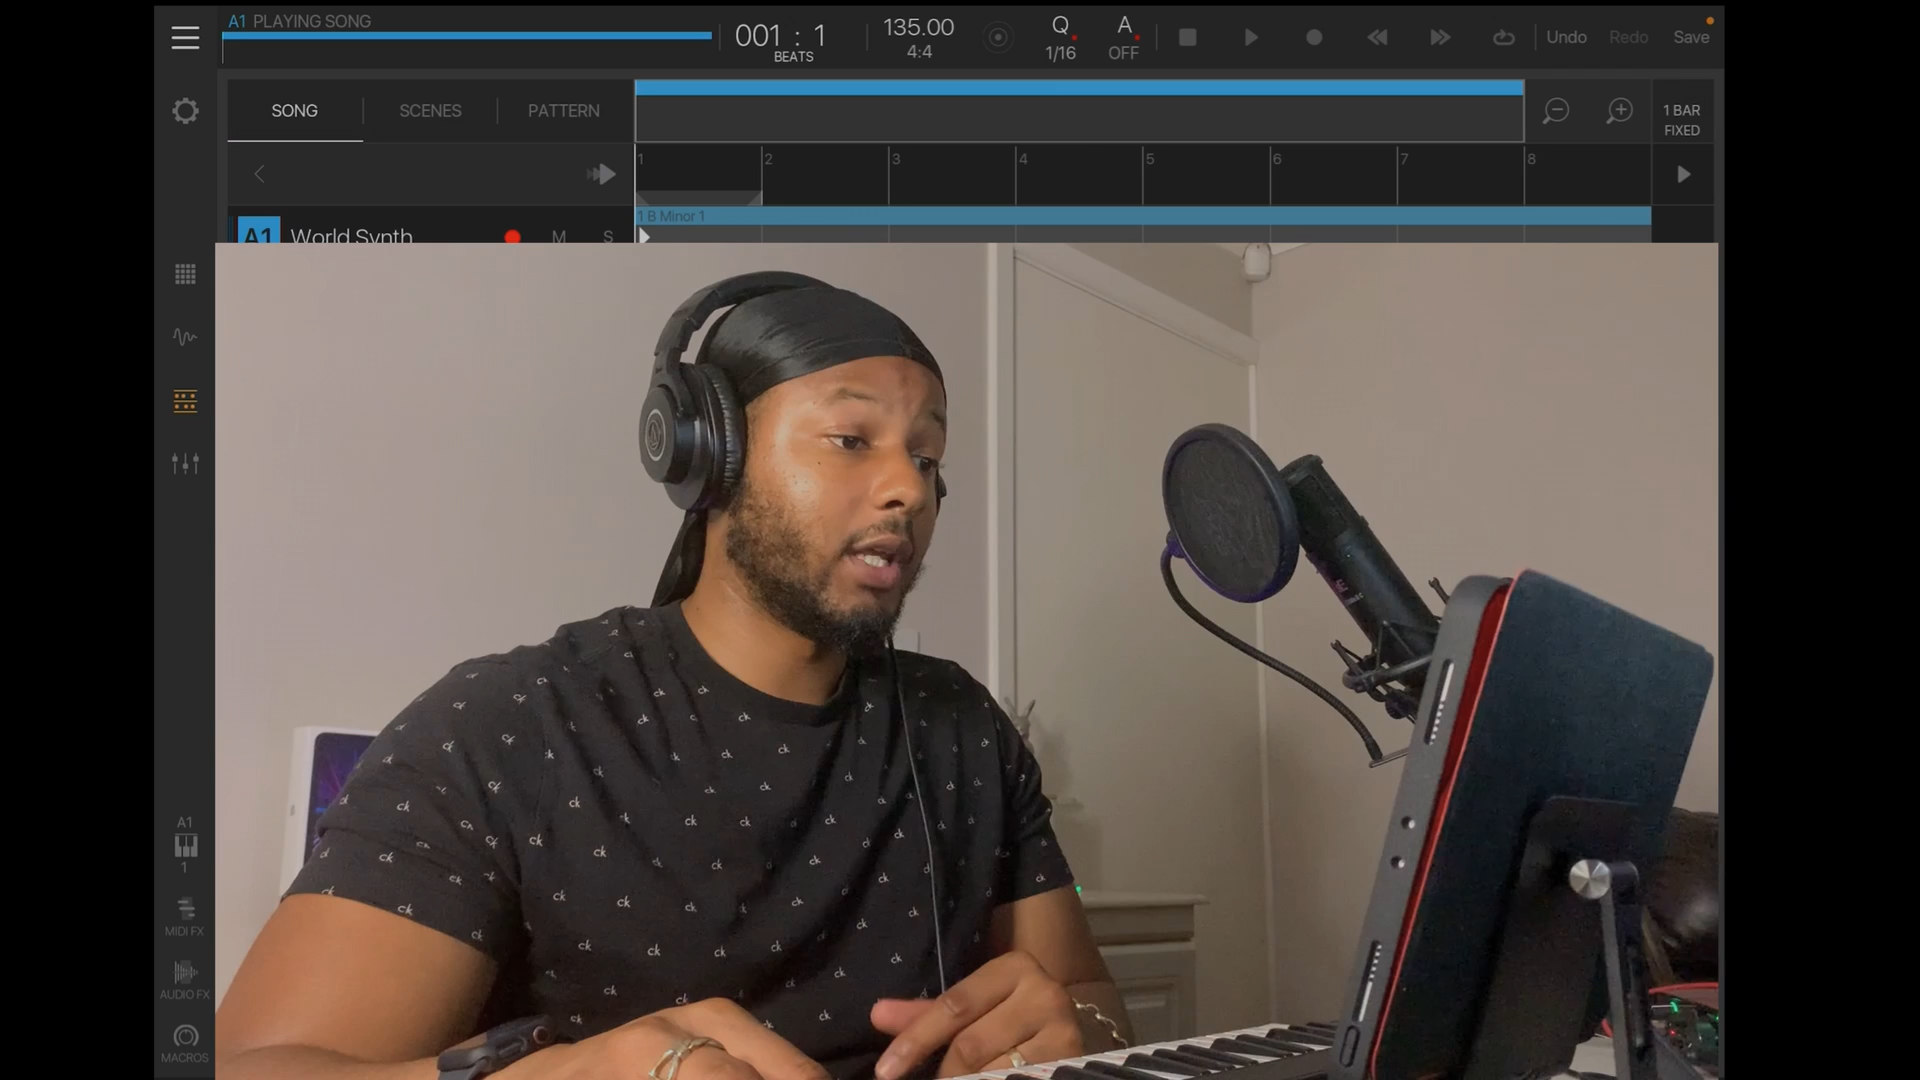 A1 PLAYING SONG
001 : 1
BEATS
135.00
4:4
Q
1/16
A
OFF
Undo
Redo
Save
SONG
SCENES
PATTERN
1 BAR
FIXED
1
2
3
4
5
6
7
8
1 B Minor 1
A1
World Synth
M
S
A1
1
MIDI FX
AUDIO FX
MACROS
ck